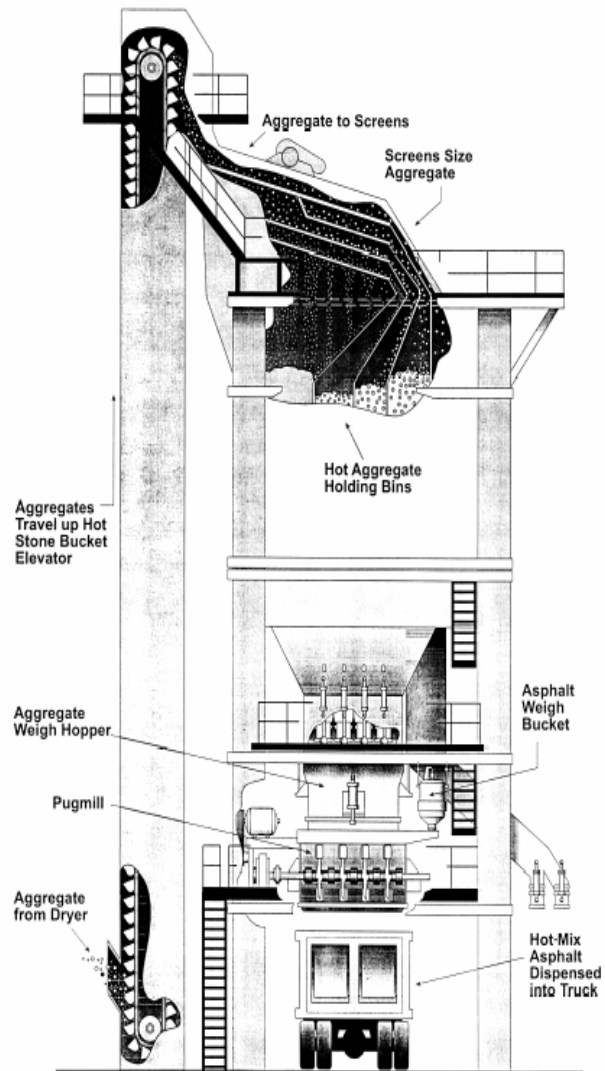 Aggregate to Screens
Screens Size
Aggregate
Hot Aggregate
Holding Bins
Aggregates
Travel up Hot
Stone Bucket
Elevator
Asphalt
Weigh
Bucket
Aggregate
Weigh Hopper
Pugmill
Aggregate
from Dryer
Hot-Mix
Asphalt
Dispensed
into Truck